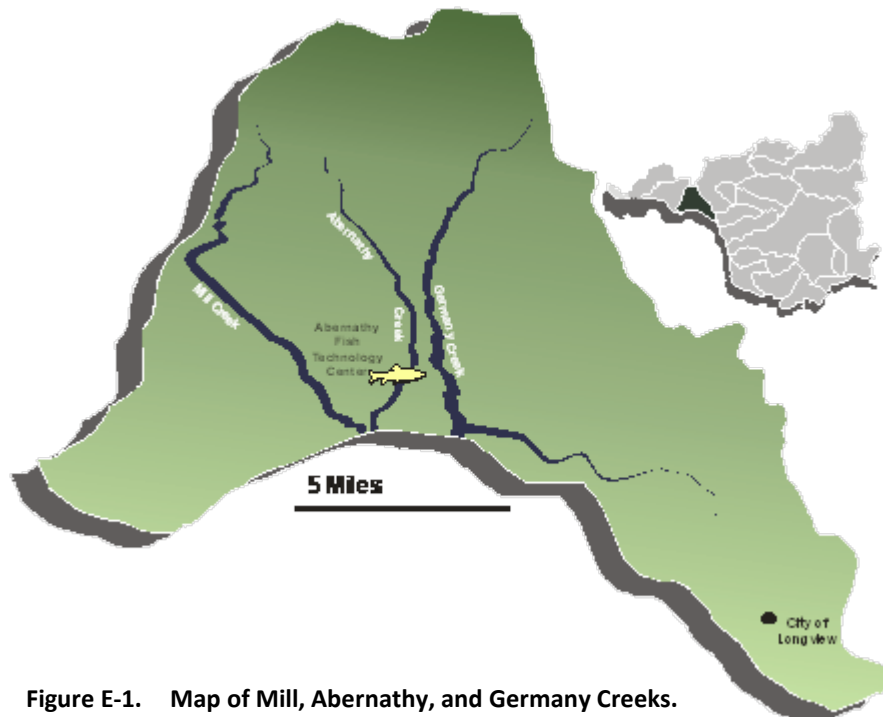 Abernathy
Creek
Mill Creek
Germany Creek
Abernathy
Fish
Technology
Center
5 Miles
City of
Longview
Figure E-1. Map of Mill, Abernathy, and Germany Creeks.